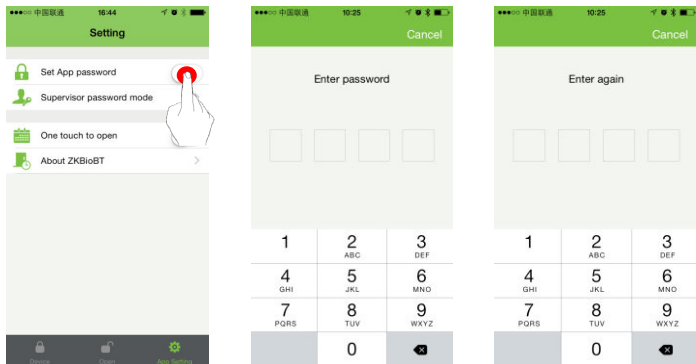 中国联通 16:44
Setting
Set App password
Supervisor password mode
One touch to open
About ZKBioBT
Device Open App Setting
中国联通 10:25
Cancel
Enter password
1 2 3
ABC DEF
4 5 6
GHI JKL MNO
7 8 9
PQRS TUV WXYZ
0
中国联通 10:25
Cancel
Enter again
1 2 3
ABC DEF
4 5 6
GHI JKL MNO
7 8 9
PQRS TUV WXYZ
0